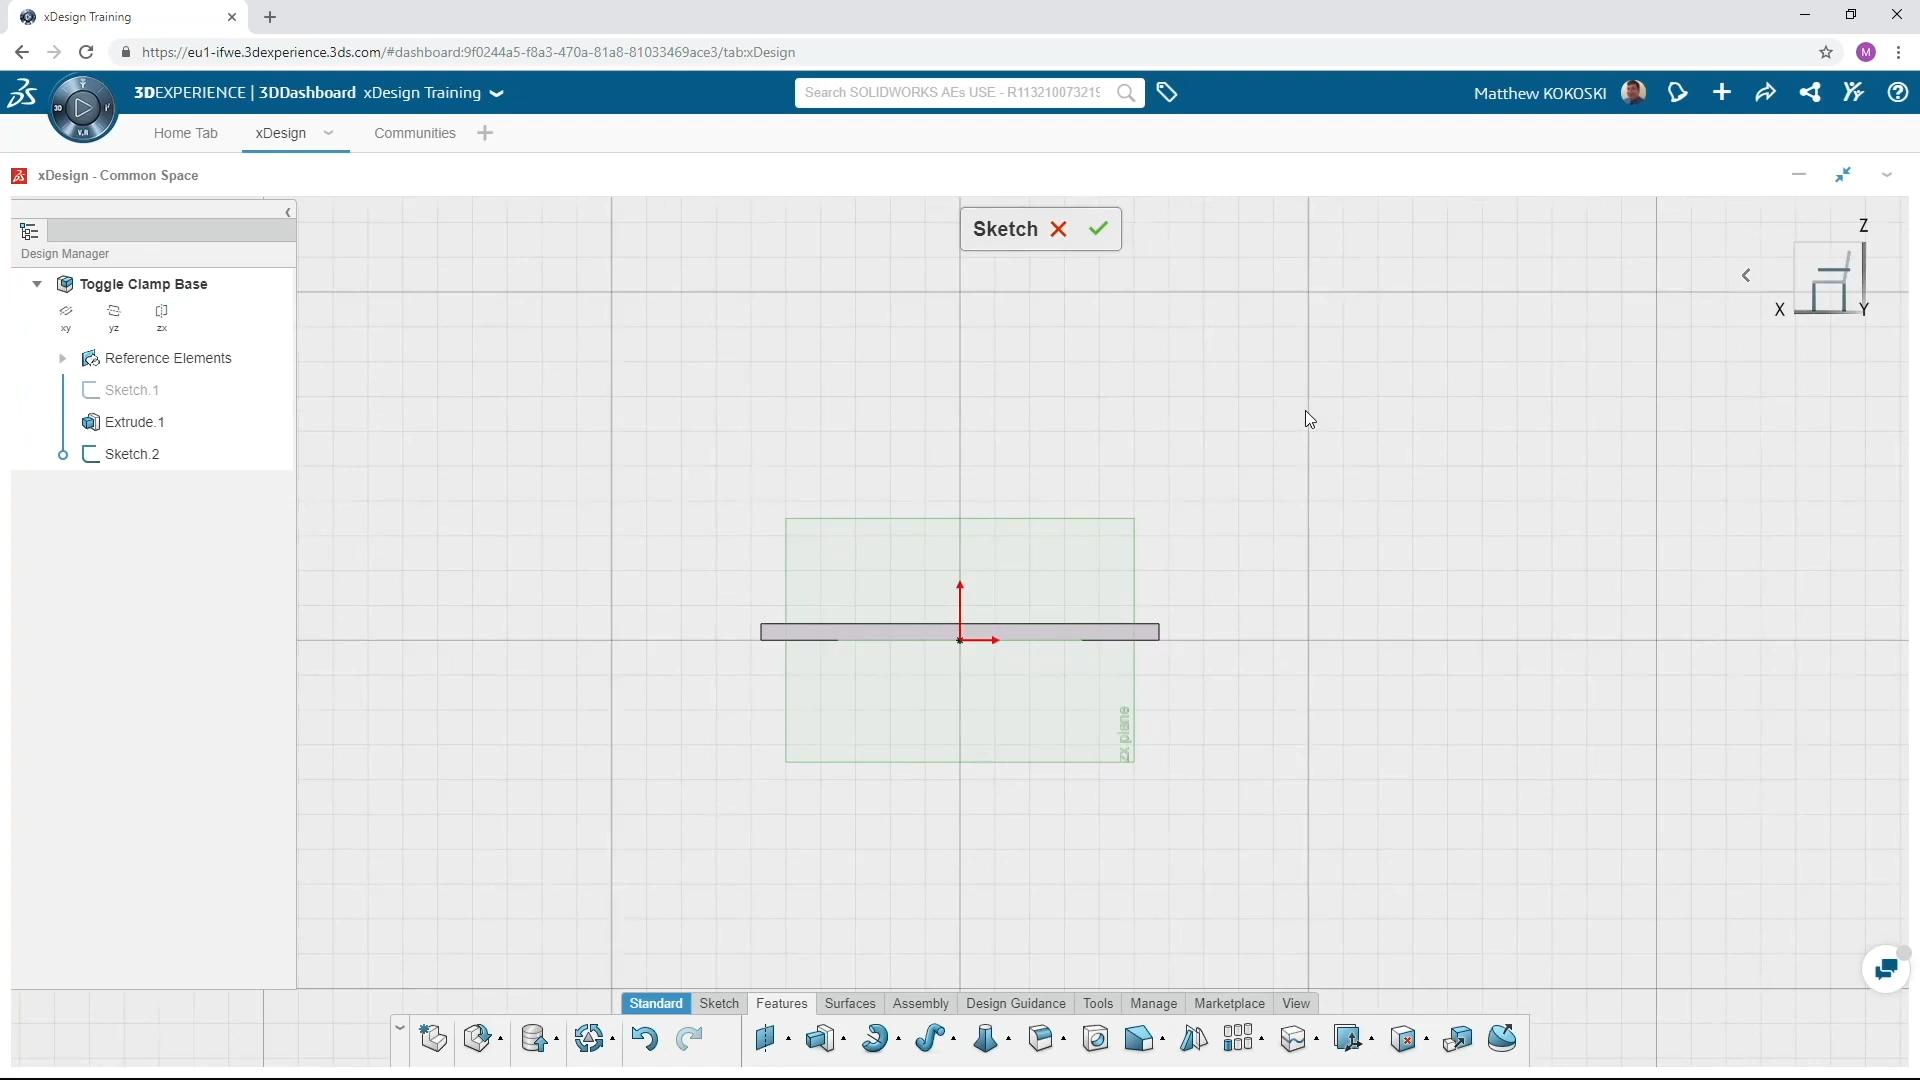 xDesign Training
https://eu1-ifwe.3dexperience.3ds.com/#dashboard:9f0244a5-f8a3-470a-81a8-81033469ace3/tab:xDesign
M
3DEXPERIENCE | 3DDashboard xDesign Training
Search SOLIDWORKS AEs USE - R113210073219
Matthew KOKOSKI
3D
V.R
Home Tab
xDesign
Communities
xDesign - Common Space
Sketch
Design Manager
Toggle Clamp Base
xy
yz
zx
Reference Elements
Sketch.1
Extrude.1
Sketch.2
Z
X
Y
zx plane
Standard
Sketch
Features
Surfaces
Assembly
Design Guidance
Tools
Manage
Marketplace
View